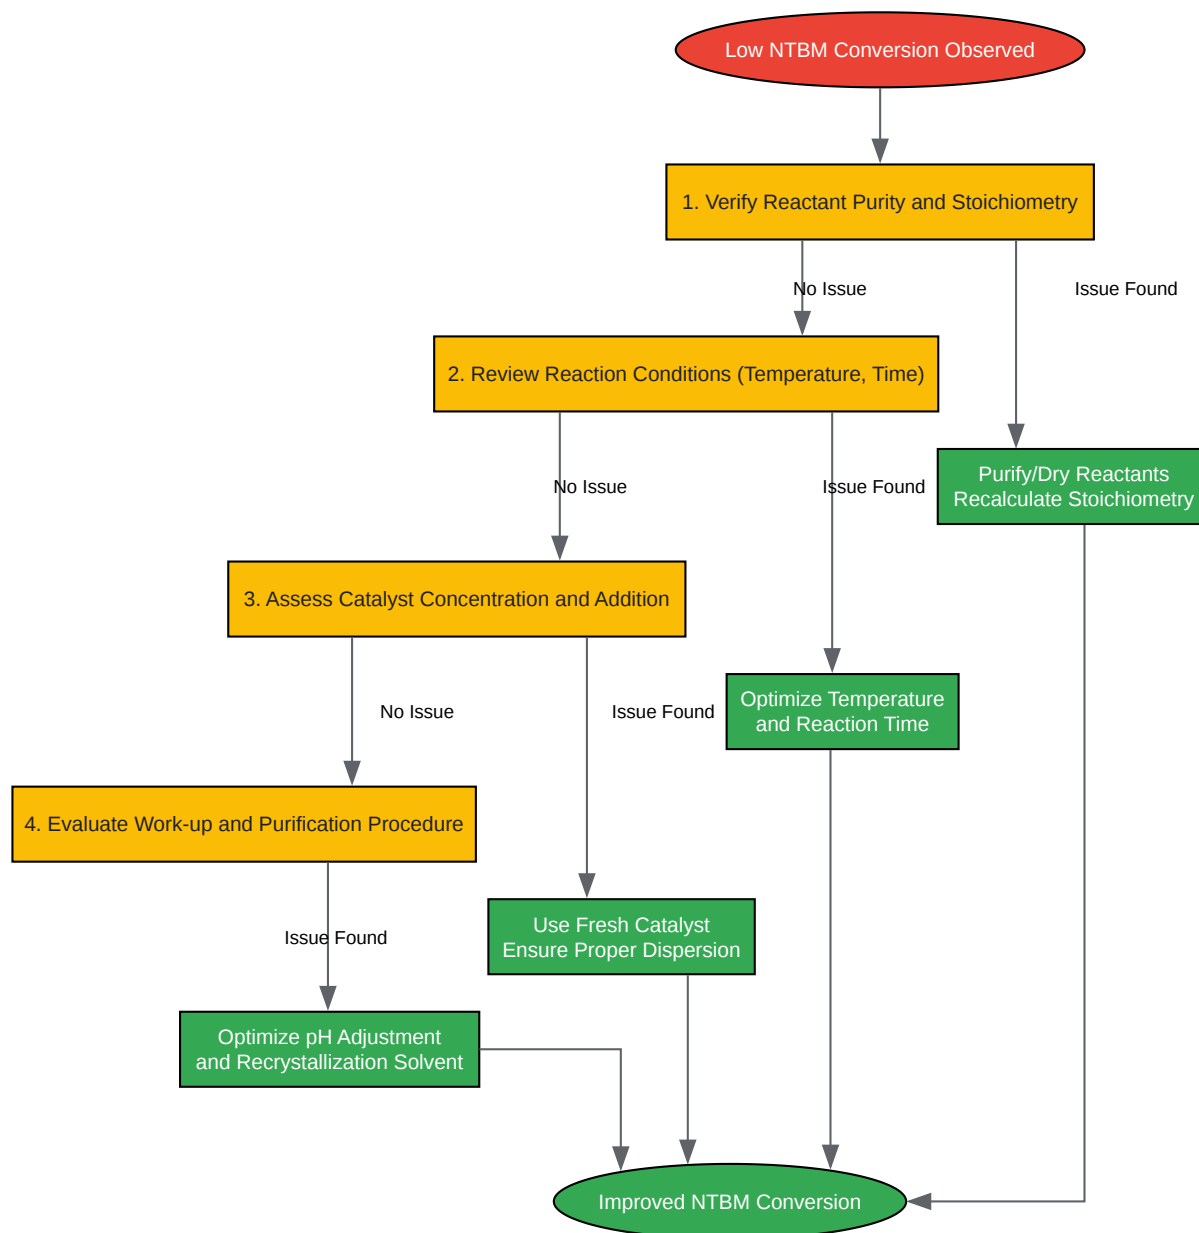 Low NTBM Conversion Observed
1. Verify Reactant Purity and Stoichiometry
No Issue
Issue Found
2. Review Reaction Conditions (Temperature, Time)
Purify/Dry Reactants
Recalculate Stoichiometry
No Issue
Issue Found
3. Assess Catalyst Concentration and Addition
Optimize Temperature
and Reaction Time
No Issue
Issue Found
4. Evaluate Work-up and Purification Procedure
Use Fresh Catalyst
Ensure Proper Dispersion
Issue Found
Optimize pH Adjustment
and Recrystallization Solvent
Improved NTBM Conversion